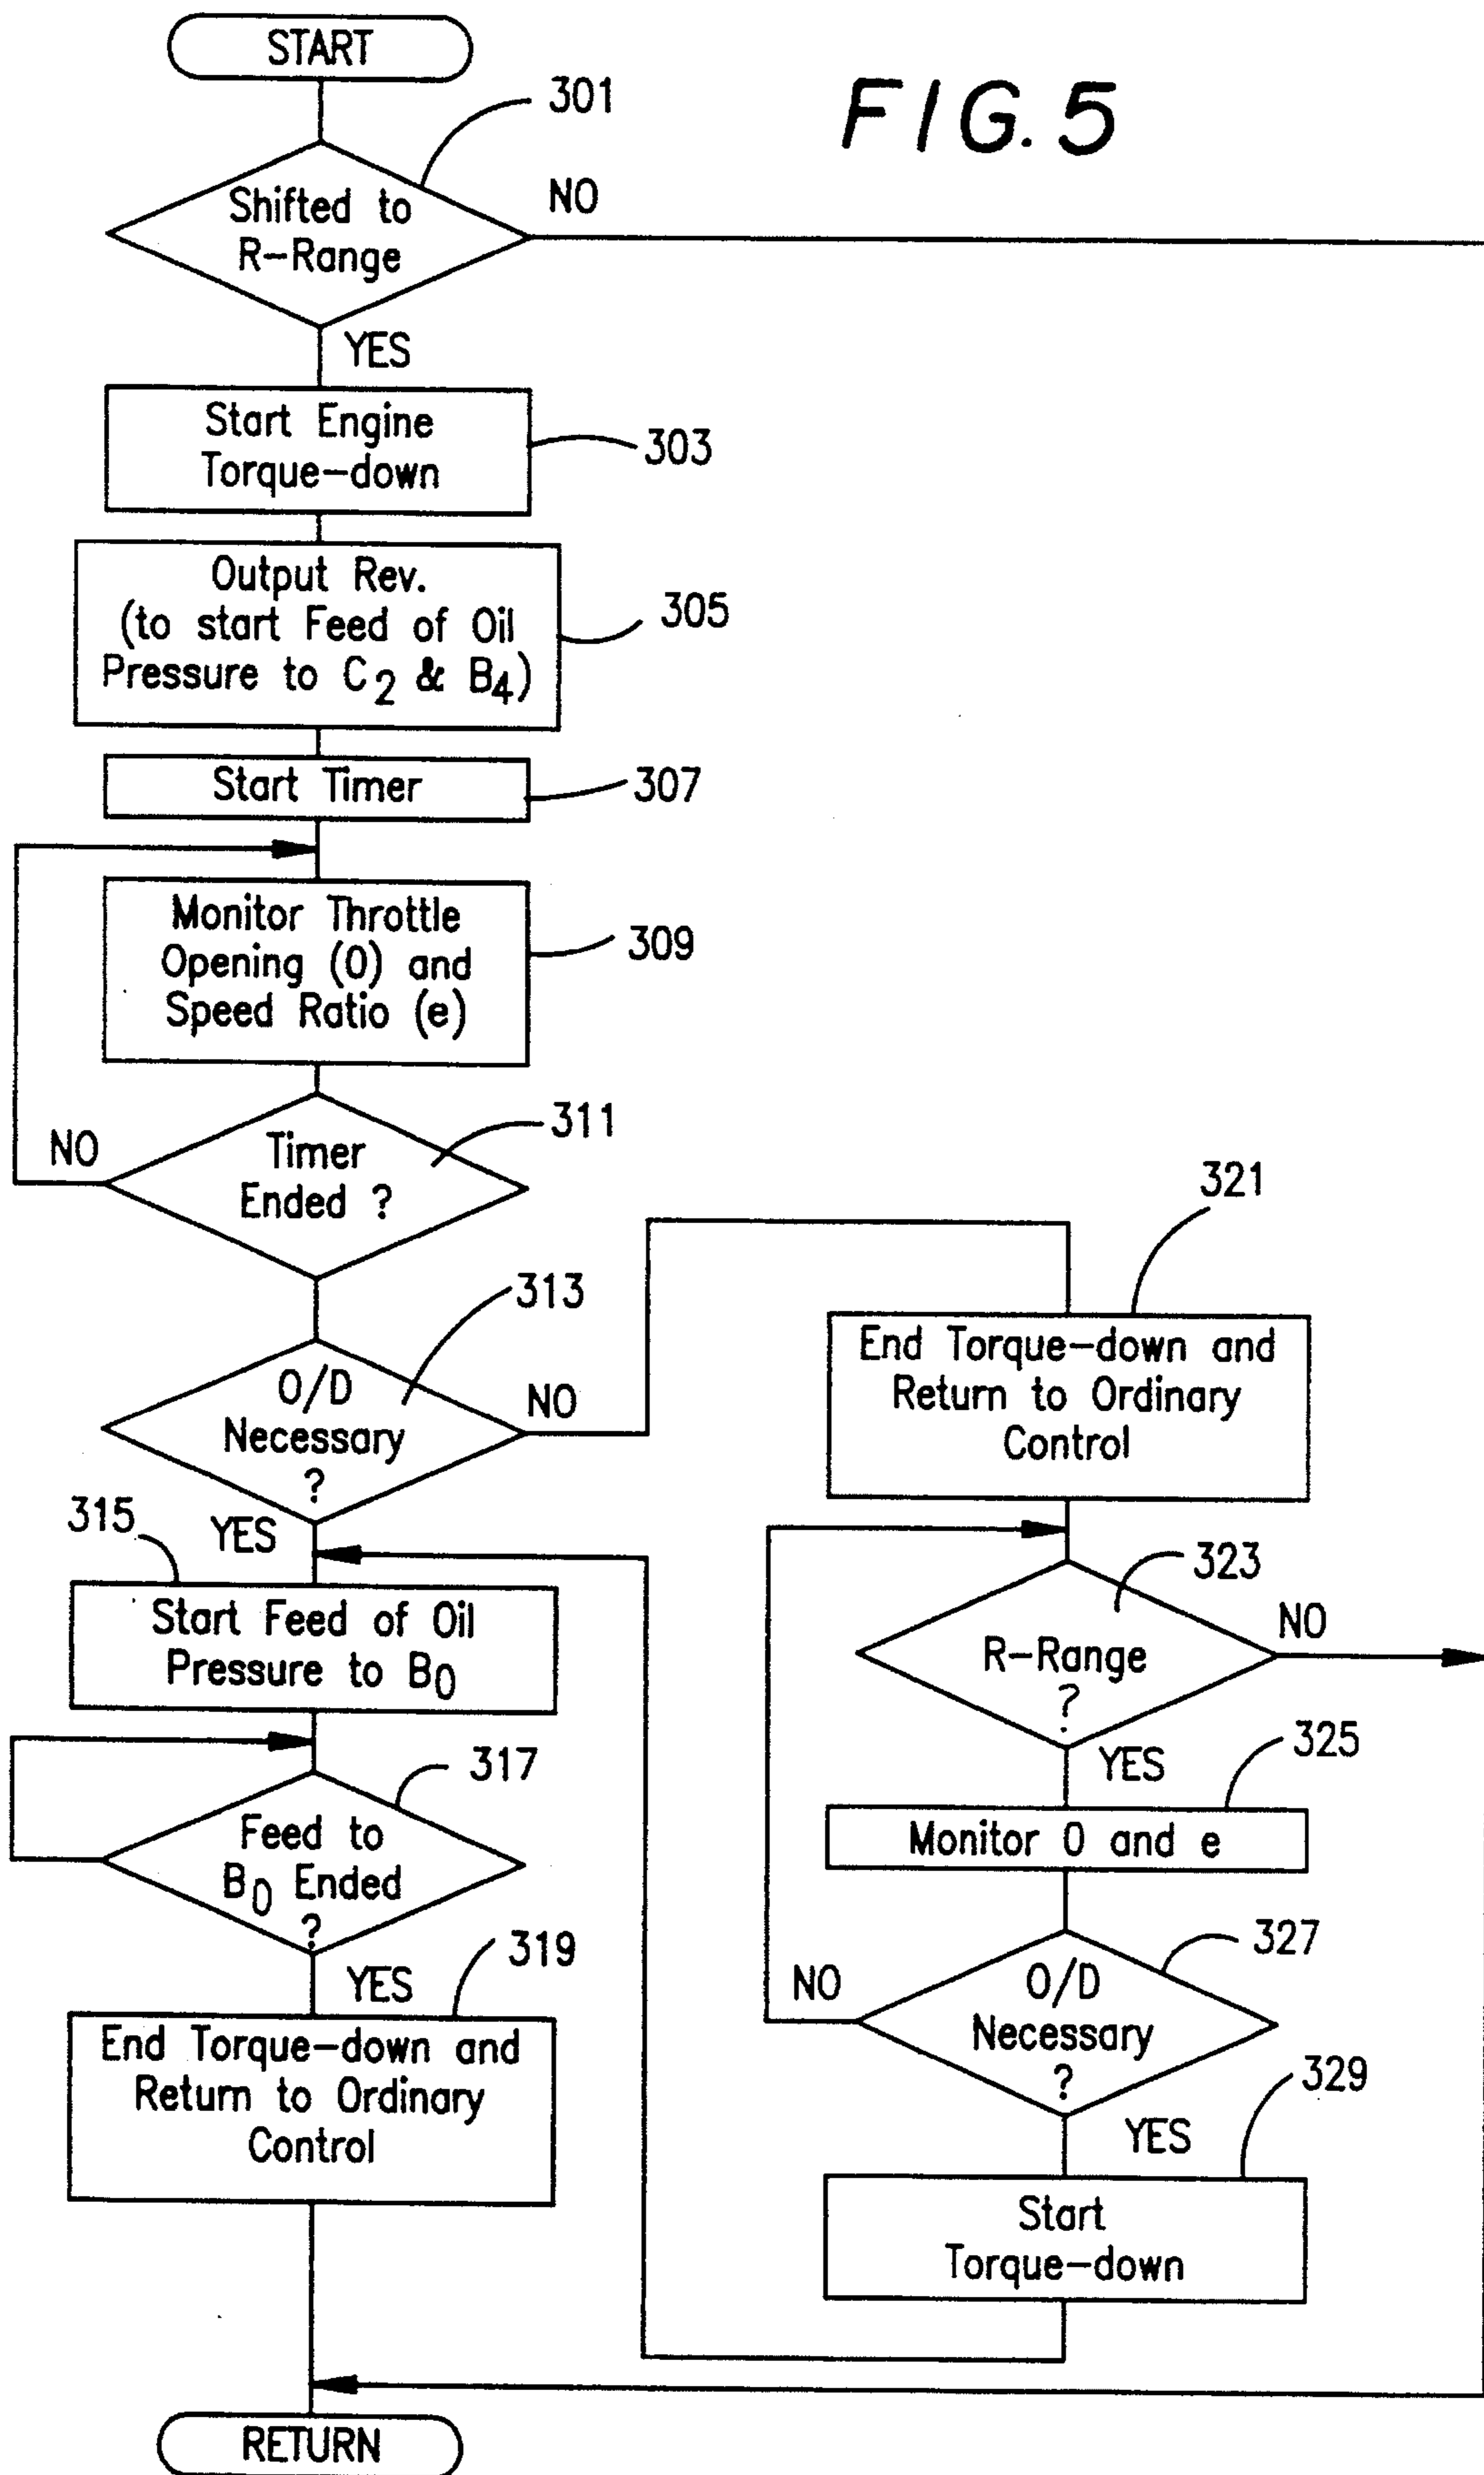 FIG. 5
START
301
Shifted to
R-Range
NO
YES
Start Engine
Torque-down
303
Output Rev.
(to start Feed of Oil
Pressure to C2 & B4)
305
Start Timer
307
Monitor Throttle
Opening (0) and
Speed Ratio (e)
309
Timer
Ended ?
311
NO
O/D
Necessary
?
313
NO
YES
315
Start Feed of Oil
Pressure to B0
Feed to
B0 Ended
?
317
YES
319
End Torque-down and
Return to Ordinary
Control
321
End Torque-down and
Return to Ordinary
Control
323
R-Range
?
NO
YES
325
Monitor 0 and e
327
O/D
Necessary
?
NO
YES
329
Start
Torque-down
RETURN